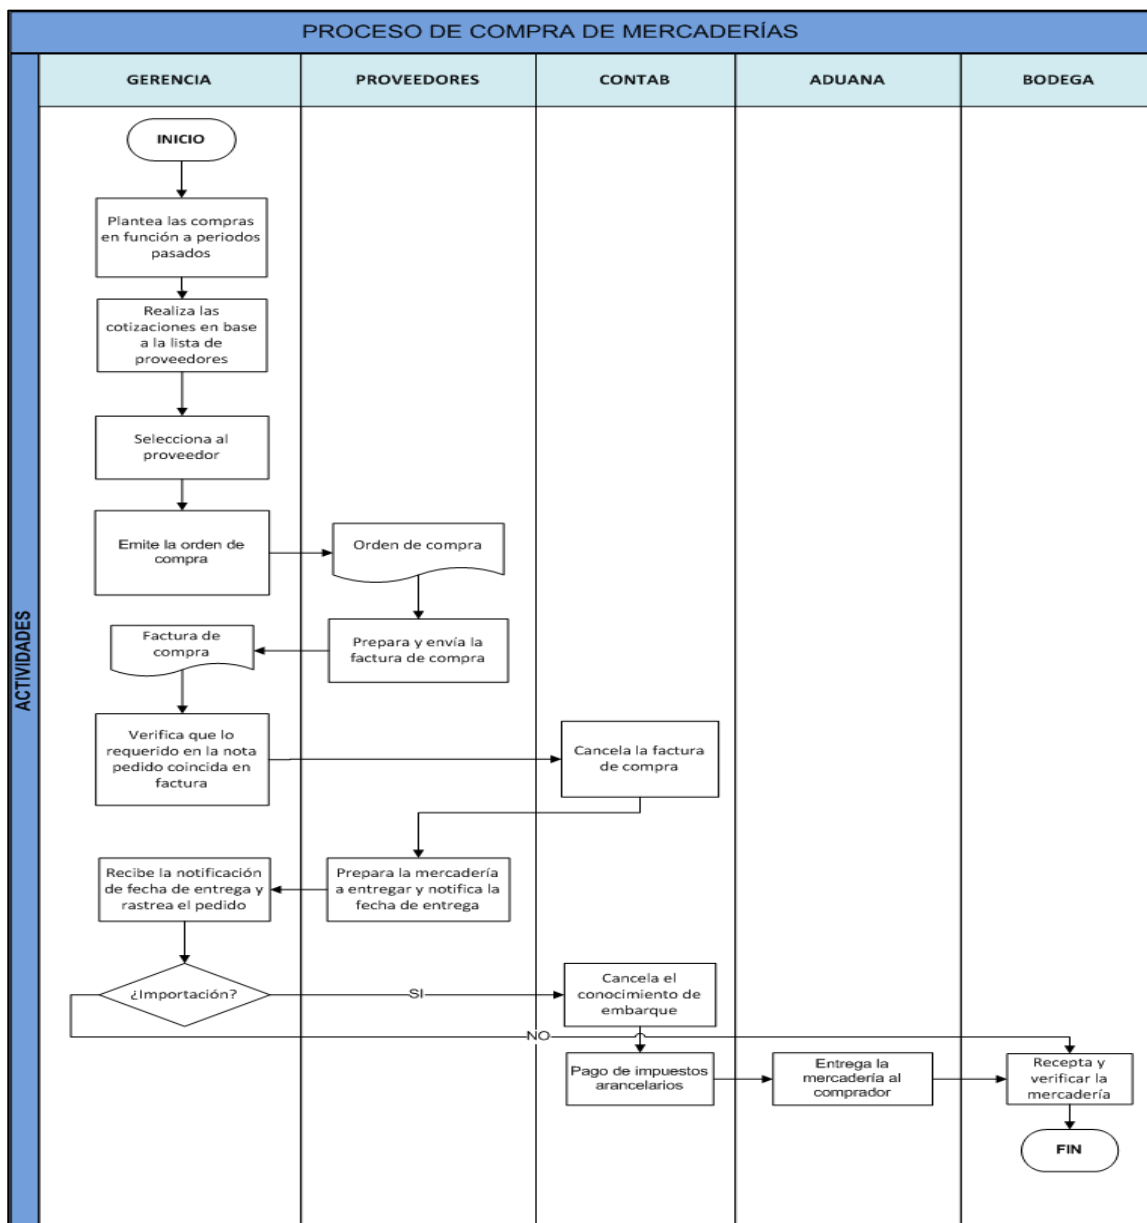 PROCESO DE COMPRA DE MERCADERÍAS
GERENCIA
PROVEEDORES
CONTAB
ADUANA
BODEGA
ACTIVIDADES
INICIO
Plantea las compras
en función a periodos
pasados
Realiza las
cotizaciones en base
a la lista de
proveedores
Selecciona al
proveedor
Emite la orden de
compra
Orden de compra
Factura de
compra
Prepara y envía la
factura de compra
Verifica que lo
requerido en la nota
pedido coincida en
factura
Cancela la factura
de compra
Recibe la notificación
de fecha de entrega y
rastrea el pedido
Prepara la mercadería
a entregar y notifica la
fecha de entrega
¿Importación?
SI
Cancela el
conocimiento de
embarque
NO
Pago de impuestos
arancelarios
Entrega la
mercadería al
comprador
Recepta y
verificar la
mercadería
FIN